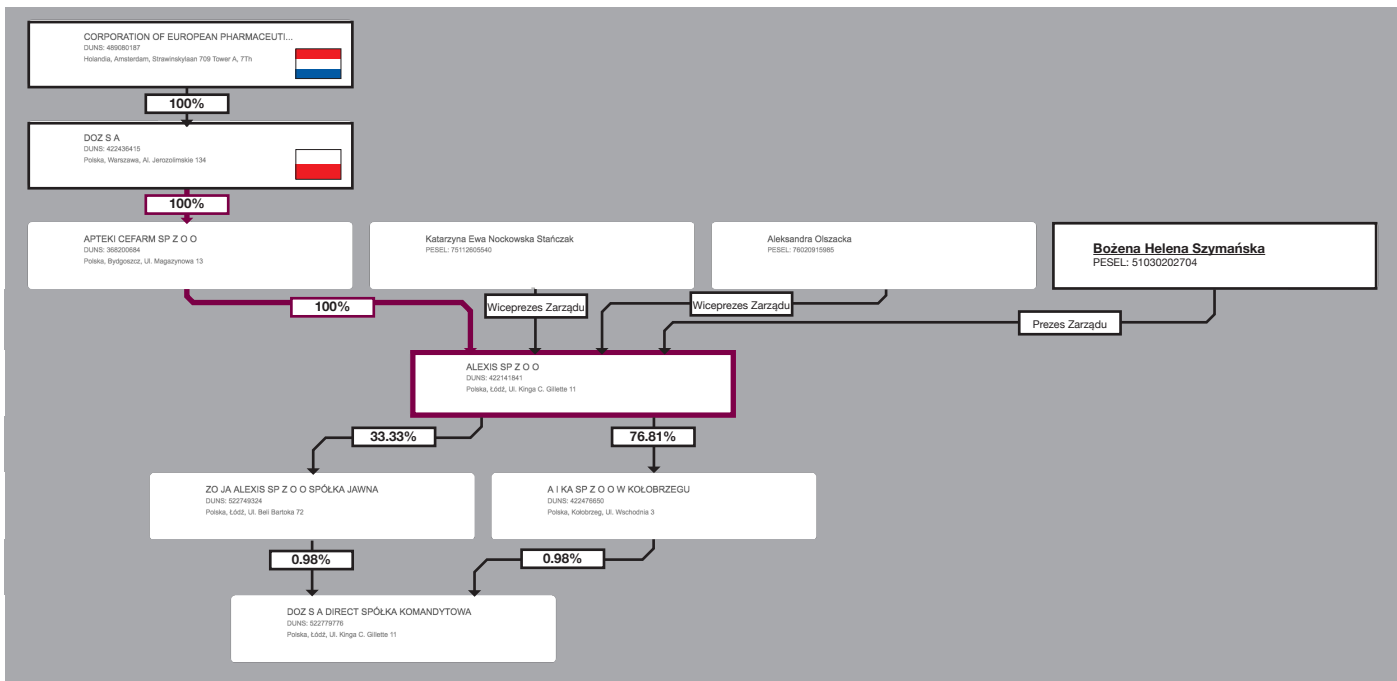 CORPORATION OF EUROPEAN PHARMACEUTI...
DUNS: 489080187
Holandia, Amsterdam, Strawinskylaan 709 Tower A, 7Th
100%
DOZ S A
DUNS: 422436415
Polska, Warszawa, Al. Jerozolimskie 134
100%
APTEKI CEFARM SP Z O O
DUNS: 368200684
Polska, Bydgoszcz, Ul. Magazynowa 13
Katarzyna Ewa Nockowska Stańczak
PESEL: 75112605540
Aleksandra Olszacka
PESEL: 76020915985
Bożena Helena Szymańska
PESEL: 51030202704
100%
Wiceprezes Zarządu
Wiceprezes Zarządu
Prezes Zarządu
ALEXIS SP Z O O
DUNS: 422141841
Polska, Łódź, Ul. Kinga C. Gillette 11
33.33%
76.81%
ZO JA ALEXIS SP Z O O SPÓŁKA JAWNA
DUNS: 522749324
Polska, Łódź, Ul. Beli Bartoka 72
A I KA SP Z O O W KOŁOBRZEGU
DUNS: 422476650
Polska, Kołobrzeg, Ul. Wschodnia 3
0.98%
0.98%
DOZ S A DIRECT SPÓŁKA KOMANDYTOWA
DUNS: 522779776
Polska, Łódź, Ul. Kinga C. Gillette 11